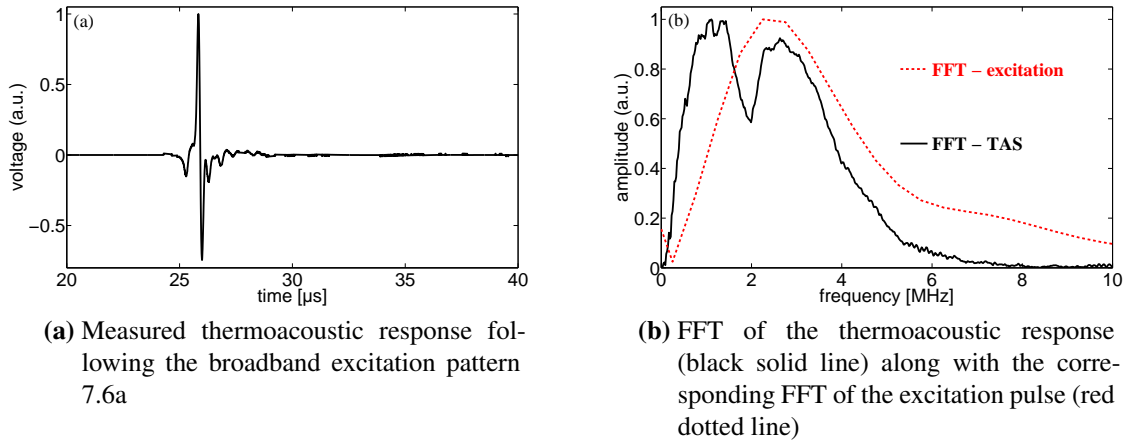 (a)
1
0.5
0
−0.5
voltage (a.u.)
20 25 30 35 40
time [µs]
(b)
1
0.8
0.6
0.4
0.2
0
amplitude (a.u.)
FFT – excitation
FFT – TAS
0 2 4 6 8 10
frequency [MHz]
(a) Measured thermoacoustic response fol-
lowing the broadband excitation pattern
7.6a
(b) FFT of the thermoacoustic response
(black solid line) along with the corre-
sponding FFT of the excitation pulse (red
dotted line)